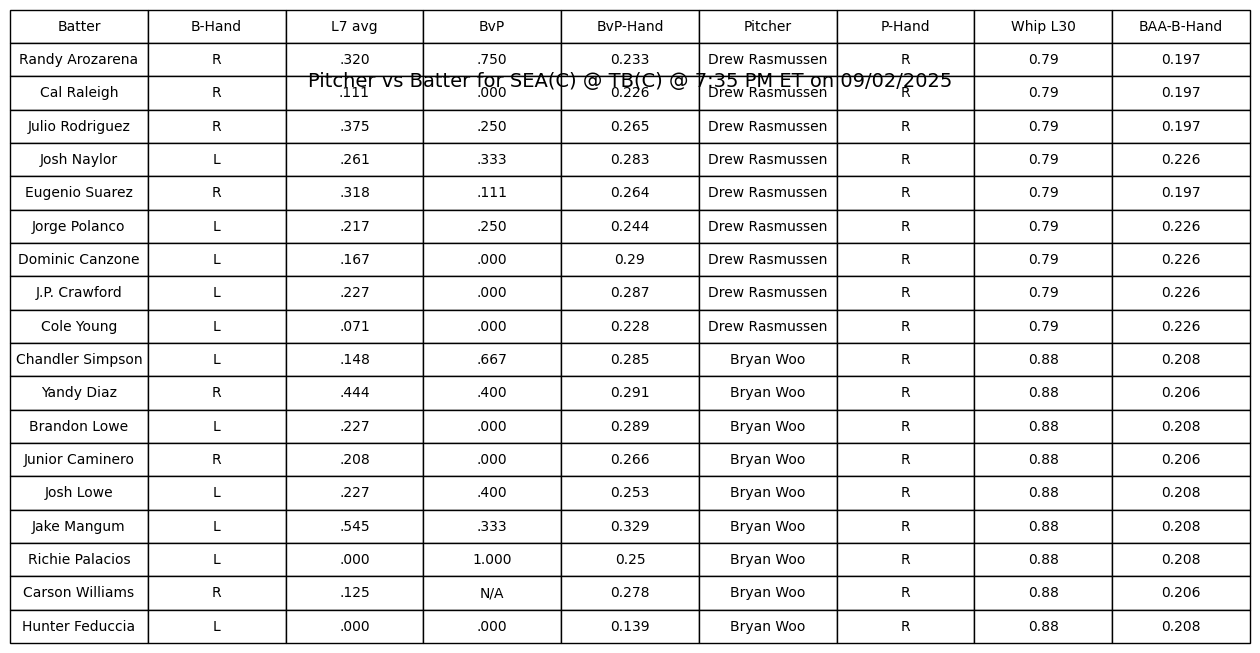 Batter B-Hand L7 avg BvP BvP-Hand Pitcher P-Hand Whip L30 BAA-B-Hand
Randy Arozarena R .320 .750 0.233 Drew Rasmussen R 0.79 0.197
Pitcher vs Batter for SEA(C) @ TB(C) @ 7:35 PM ET on 09/02/2025
Cal Raleigh R .111 .000 0.226 Drew Rasmussen R 0.79 0.197
Julio Rodriguez R .375 .250 0.265 Drew Rasmussen R 0.79 0.197
Josh Naylor L .261 .333 0.283 Drew Rasmussen R 0.79 0.226
Eugenio Suarez R .318 .111 0.264 Drew Rasmussen R 0.79 0.197
Jorge Polanco L .217 .250 0.244 Drew Rasmussen R 0.79 0.226
Dominic Canzone L .167 .000 0.29 Drew Rasmussen R 0.79 0.226
J.P. Crawford L .227 .000 0.287 Drew Rasmussen R 0.79 0.226
Cole Young L .071 .000 0.228 Drew Rasmussen R 0.79 0.226
Chandler Simpson L .148 .667 0.285 Bryan Woo R 0.88 0.208
Yandy Diaz R .444 .400 0.291 Bryan Woo R 0.88 0.206
Brandon Lowe L .227 .000 0.289 Bryan Woo R 0.88 0.208
Junior Caminero R .208 .000 0.266 Bryan Woo R 0.88 0.206
Josh Lowe L .227 .400 0.253 Bryan Woo R 0.88 0.208
Jake Mangum L .545 .333 0.329 Bryan Woo R 0.88 0.208
Richie Palacios L .000 1.000 0.25 Bryan Woo R 0.88 0.208
Carson Williams R .125 N/A 0.278 Bryan Woo R 0.88 0.206
Hunter Feduccia L .000 .000 0.139 Bryan Woo R 0.88 0.208